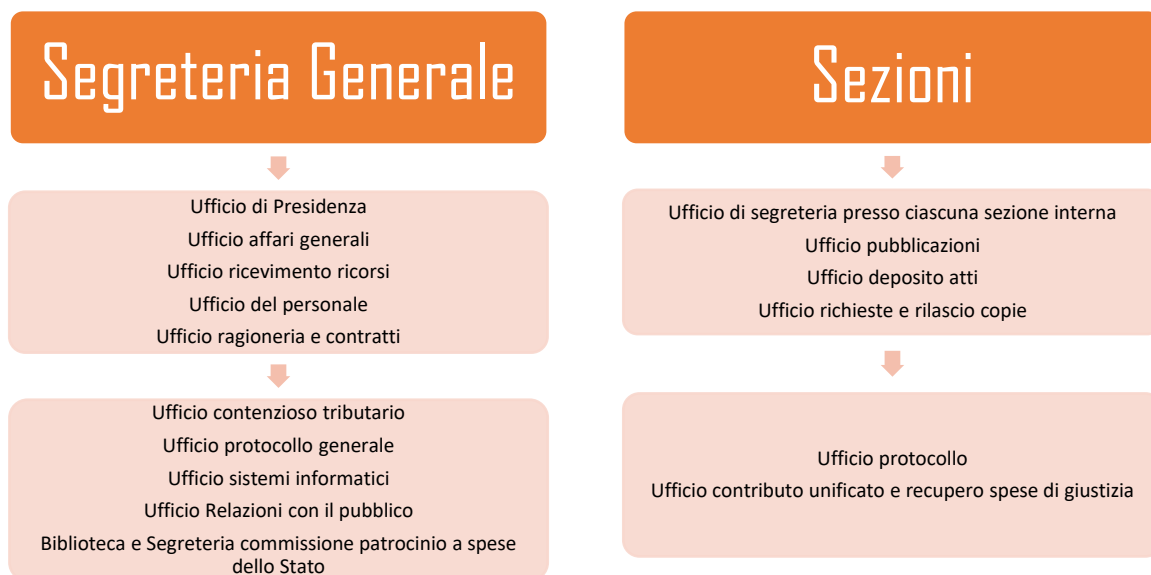 Segreteria Generale
Ufficio di Presidenza
Ufficio affari generali
Ufficio ricevimento ricorsi
Ufficio del personale
Ufficio ragioneria e contratti
Ufficio contenzioso tributario
Ufficio protocollo generale
Ufficio sistemi informatici
Ufficio Relazioni con il pubblico
Biblioteca e Segreteria commissione patrocinio a spese
dello Stato
Sezioni
Ufficio di segreteria presso ciascuna sezione interna
Ufficio pubblicazioni
Ufficio deposito atti
Ufficio richieste e rilascio copie
Ufficio protocollo
Ufficio contributo unificato e recupero spese di giustizia